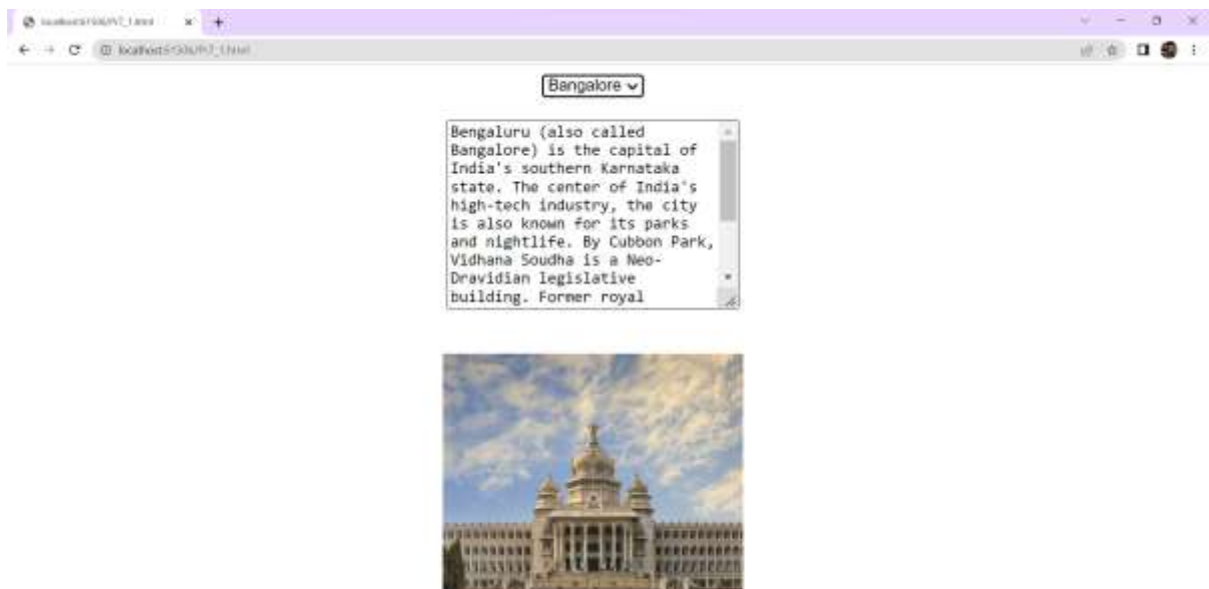 Bangalore
Bengaluru (also called
Bangalore) is the capital of
India's southern Karnataka
state. The center of India's
high-tech industry, the city
is also known for its parks
and nightlife. By Cubbon Park,
Vidhana Soudha is a Neo-
Dravidian legislative
building. Former royal